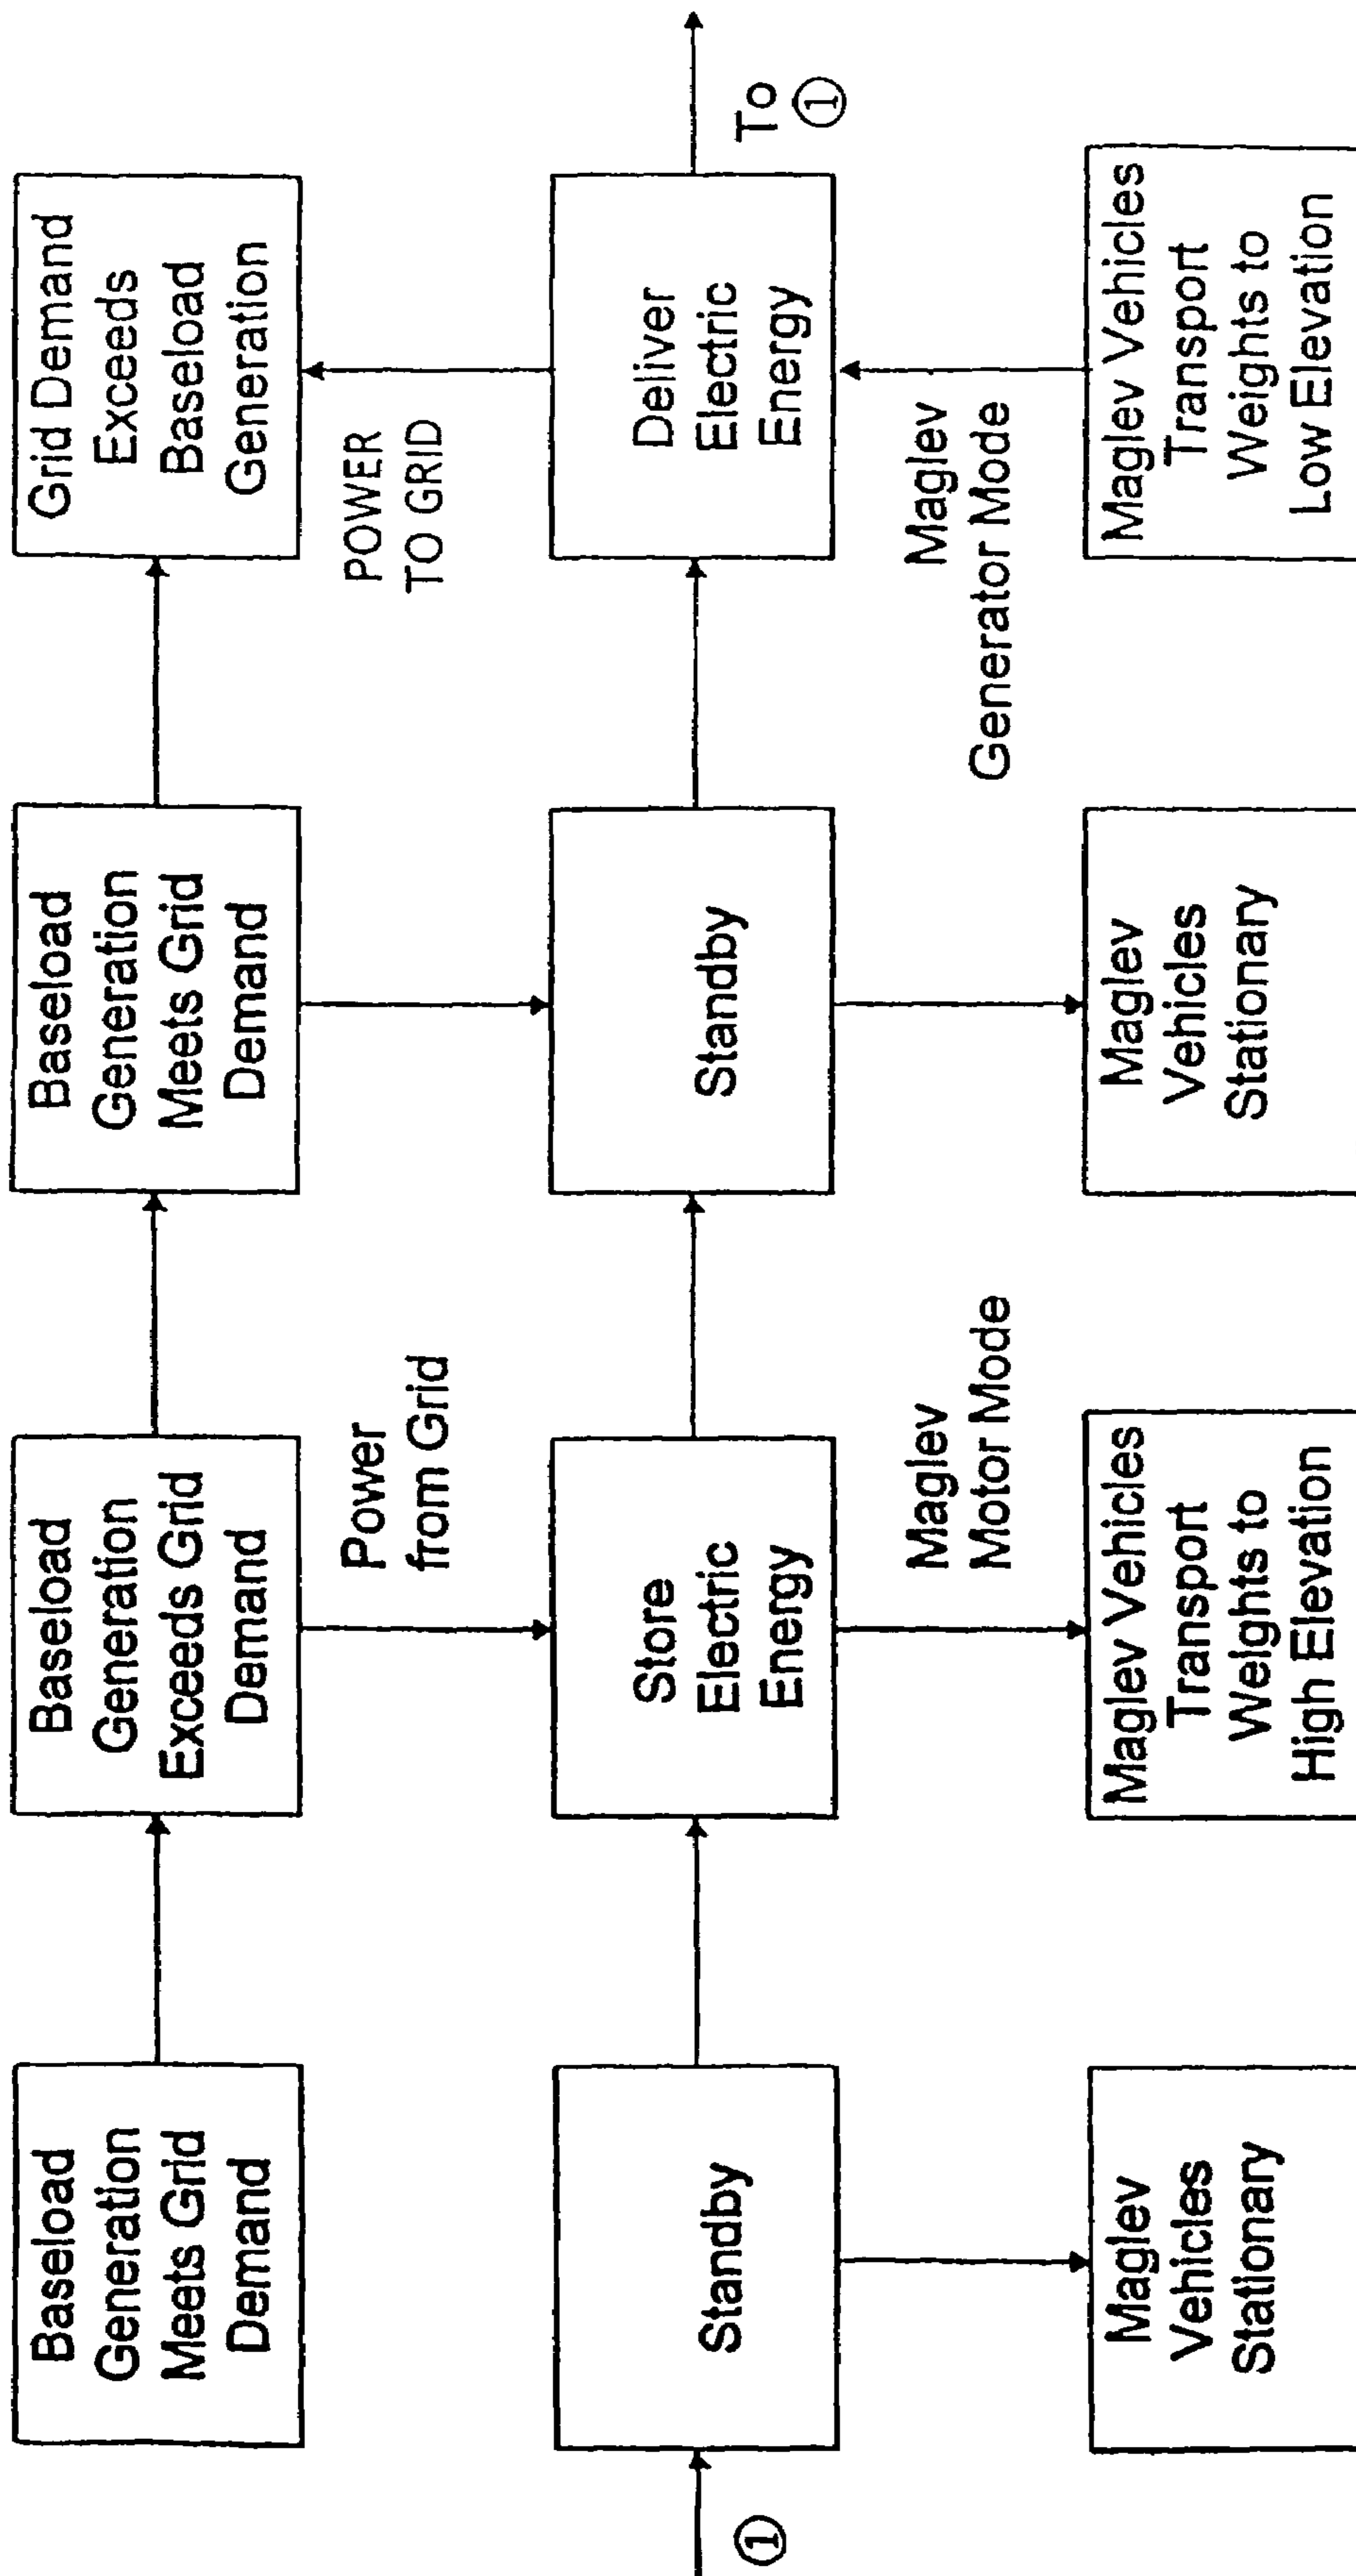 Baseload
Generation
Meets Grid
Demand
Baseload
Generation
Exceeds Grid
Demand
Baseload
Generation
Meets Grid
Demand
Grid Demand
Exceeds
Baseload
Generation
Power
from Grid
POWER
TO GRID
①
Standby
Store
Electric
Energy
Standby
Deliver
Electric
Energy
To
①
Maglev
Motor Mode
Maglev
Generator Mode
Maglev
Vehicles
Stationary
Maglev Vehicles
Transport
Weights to
High Elevation
Maglev
Vehicles
Stationary
Maglev Vehicles
Transport
Weights to
Low Elevation